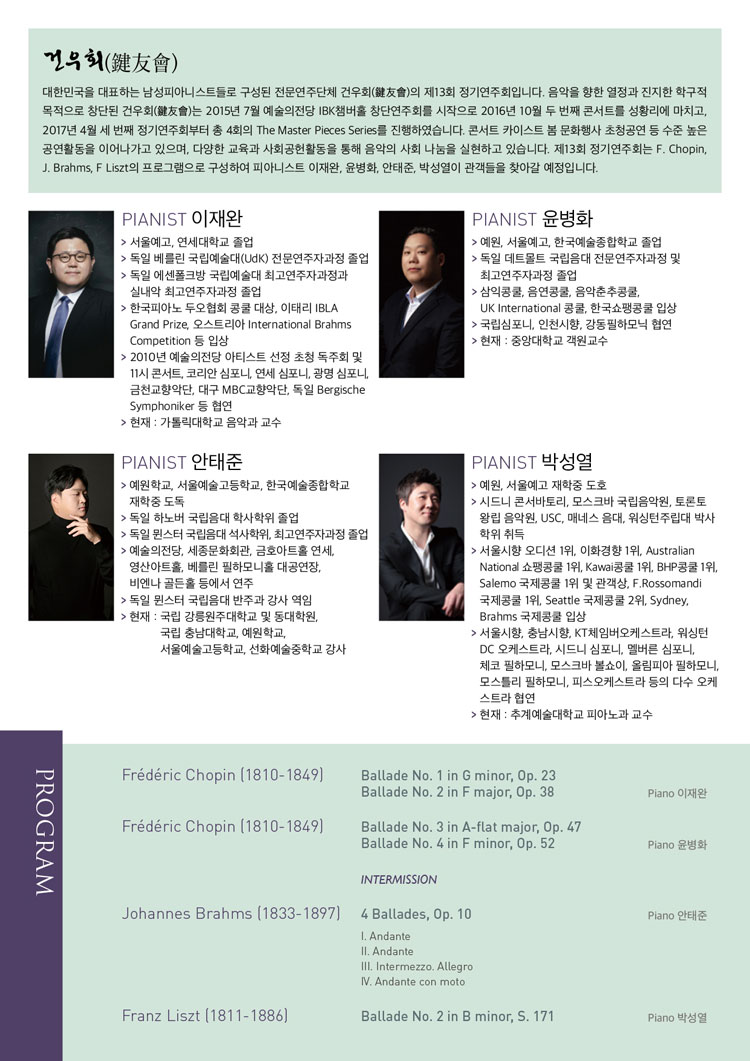 건우회(鍵友會)
대한민국을 대표하는 남성피아니스트들로 구성된 전문연주단체 건우회(鍵友會)의 제13회 정기연주회입니다. 음악을 향한 열정과 진지한 학구적
목적으로 창단된 건우회(鍵友會)는 2015년 7월 예술의전당 IBK챔버홀 창단연주회를 시작으로 2016년 10월 두 번째 콘서트를 성황리에 마치고,
2017년 4월 세 번째 정기연주회부터 총 4회의 The Master Pieces Series를 진행하였습니다. 콘서트 카이스트 봄 문화행사 초청공연 등 수준 높은
공연활동을 이어나가고 있으며, 다양한 교육과 사회공헌활동을 통해 음악의 사회 나눔을 실현하고 있습니다. 제13회 정기연주회는 F. Chopin,
J. Brahms, F Liszt의 프로그램으로 구성하여 피아니스트 이재완, 윤병화, 안태준, 박성열이 관객들을 찾아갈 예정입니다.
PIANIST 이재완
> 서울예고, 연세대학교 졸업
> 독일 베를린 국립예술대(UdK) 전문연주자과정 졸업
> 독일 에센폴크방 국립예술대 최고연주자과정과
실내악 최고연주자과정 졸업
> 한국피아노 두오협회 콩쿨 대상, 이태리 IBLA
Grand Prize, 오스트리아 International Brahms
Competition 등 입상
> 2010년 예술의전당 아티스트 선정 초청 독주회 및
11시 콘서트, 코리안 심포니, 연세 심포니, 광명 심포니,
금천교향악단, 대구 MBC교향악단, 독일 Bergische
Symphoniker 등 협연
> 현재 : 가톨릭대학교 음악과 교수
PIANIST 윤병화
> 예원, 서울예고, 한국예술종합학교 졸업
> 독일 데트몰트 국립음대 전문연주자과정 및
최고연주자과정 졸업
> 삼익콩쿨, 음연콩쿨, 음악춘추콩쿨,
UK International 콩쿨, 한국쇼팽콩쿨 입상
> 국립심포니, 인천시향, 강동필하모닉 협연
> 현재 : 중앙대학교 객원교수
PIANIST 안태준
> 예원학교, 서울예술고등학교, 한국예술종합학교
재학중 도독
> 독일 하노버 국립음대 학사학위 졸업
> 독일 뮌스터 국립음대 석사학위, 최고연주자과정 졸업
> 예술의전당, 세종문화회관, 금호아트홀 연세,
영산아트홀, 베를린 필하모니홀 대공연장,
비엔나 골든홀 등에서 연주
> 독일 뮌스터 국립음대 반주과 강사 역임
> 현재 : 국립 강릉원주대학교 및 동대학원,
국립 충남대학교, 예원학교,
서울예술고등학교, 선화예술중학교 강사
PIANIST 박성열
> 예원, 서울예고 재학중 도호
> 시드니 콘서바토리, 모스크바 국립음악원, 토론토
왕립 음악원, USC, 매네스 음대, 워싱턴주립대 박사
학위 취득
> 서울시향 오디션 1위, 이화경향 1위, Australian
National 쇼팽콩쿨 1위, Kawai콩쿨 1위, BHP콩쿨 1위,
Salemo 국제콩쿨 1위 및 관객상, F.Rossomandi
국제콩쿨 1위, Seattle 국제콩쿨 2위, Sydney,
Brahms 국제콩쿨 입상
> 서울시향, 충남시향, KT체임버오케스트라, 워싱턴
DC 오케스트라, 시드니 심포니, 멜버른 심포니,
체코 필하모니, 모스크바 볼쇼이, 올림피아 필하모니,
모스틀리 필하모니, 피스오케스트라 등의 다수 오케
스트라 협연
> 현재 : 추계예술대학교 피아노과 교수
PROGRAM
Frédéric Chopin (1810-1849) Ballade No. 1 in G minor, Op. 23
Ballade No. 2 in F major, Op. 38 Piano 이재완
Frédéric Chopin (1810-1849) Ballade No. 3 in A-flat major, Op. 47
Ballade No. 4 in F minor, Op. 52 Piano 윤병화
INTERMISSION
Johannes Brahms (1833-1897) 4 Ballades, Op. 10 Piano 안태준
I. Andante
II. Andante
III. Intermezzo. Allegro
IV. Andante con moto
Franz Liszt (1811-1886) Ballade No. 2 in B minor, S. 171 Piano 박성열